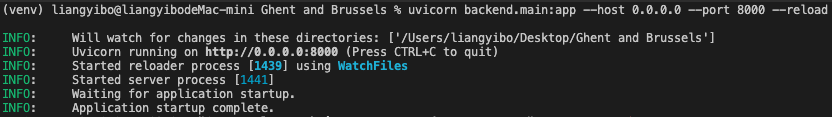 (venv) liangyibo@liangyibodeMac-mini Ghent and Brussels % uvicorn backend.main:app --host 0.0.0.0 --port 8000 --reload
INFO:     Will watch for changes in these directories: ['/Users/liangyibo/Desktop/Ghent and Brussels']
INFO:     Uvicorn running on http://0.0.0.0:8000 (Press CTRL+C to quit)
INFO:     Started reloader process [1439] using WatchFiles
INFO:     Started server process [1441]
INFO:     Waiting for application startup.
INFO:     Application startup complete.